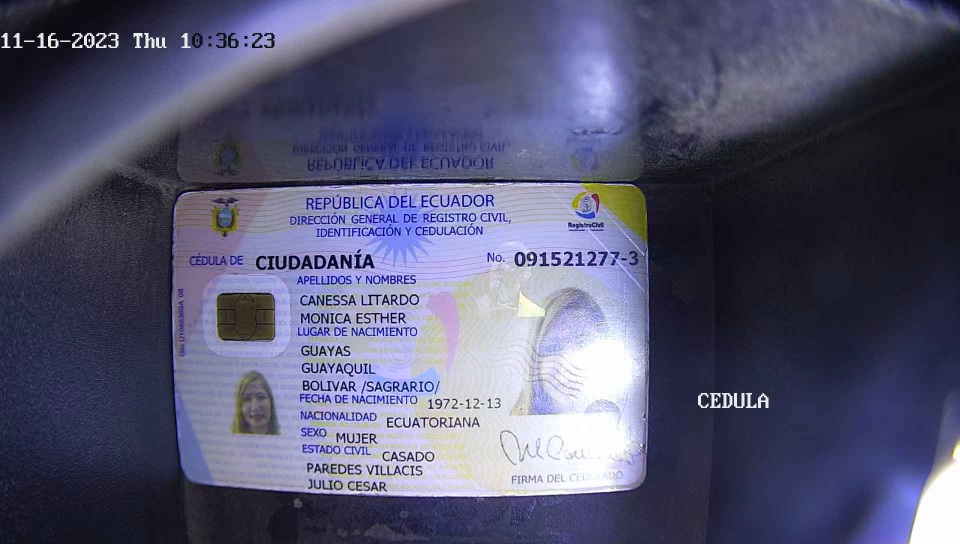 11-16-2023 Thu 10:36:23
REPÚBLICA DEL ECUADOR
DIRECCIÓN GENERAL DE REGISTRO CIVIL,
IDENTIFICACIÓN Y CEDULACIÓN
RegistroCivil
CÉDULA DE CIUDADANÍA
No. 091521277-3
APELLIDOS Y NOMBRES
CANESSA LITARDO
MONICA ESTHER
LUGAR DE NACIMIENTO
GUAYAS
GUAYAQUIL
BOLIVAR /SAGRARIO/
FECHA DE NACIMIENTO 1972-12-13
NACIONALIDAD ECUATORIANA
SEXO MUJER
ESTADO CIVIL CASADO
PAREDES VILLACIS
JULIO CESAR
FIRMA DEL CEDULADO
CEDULA